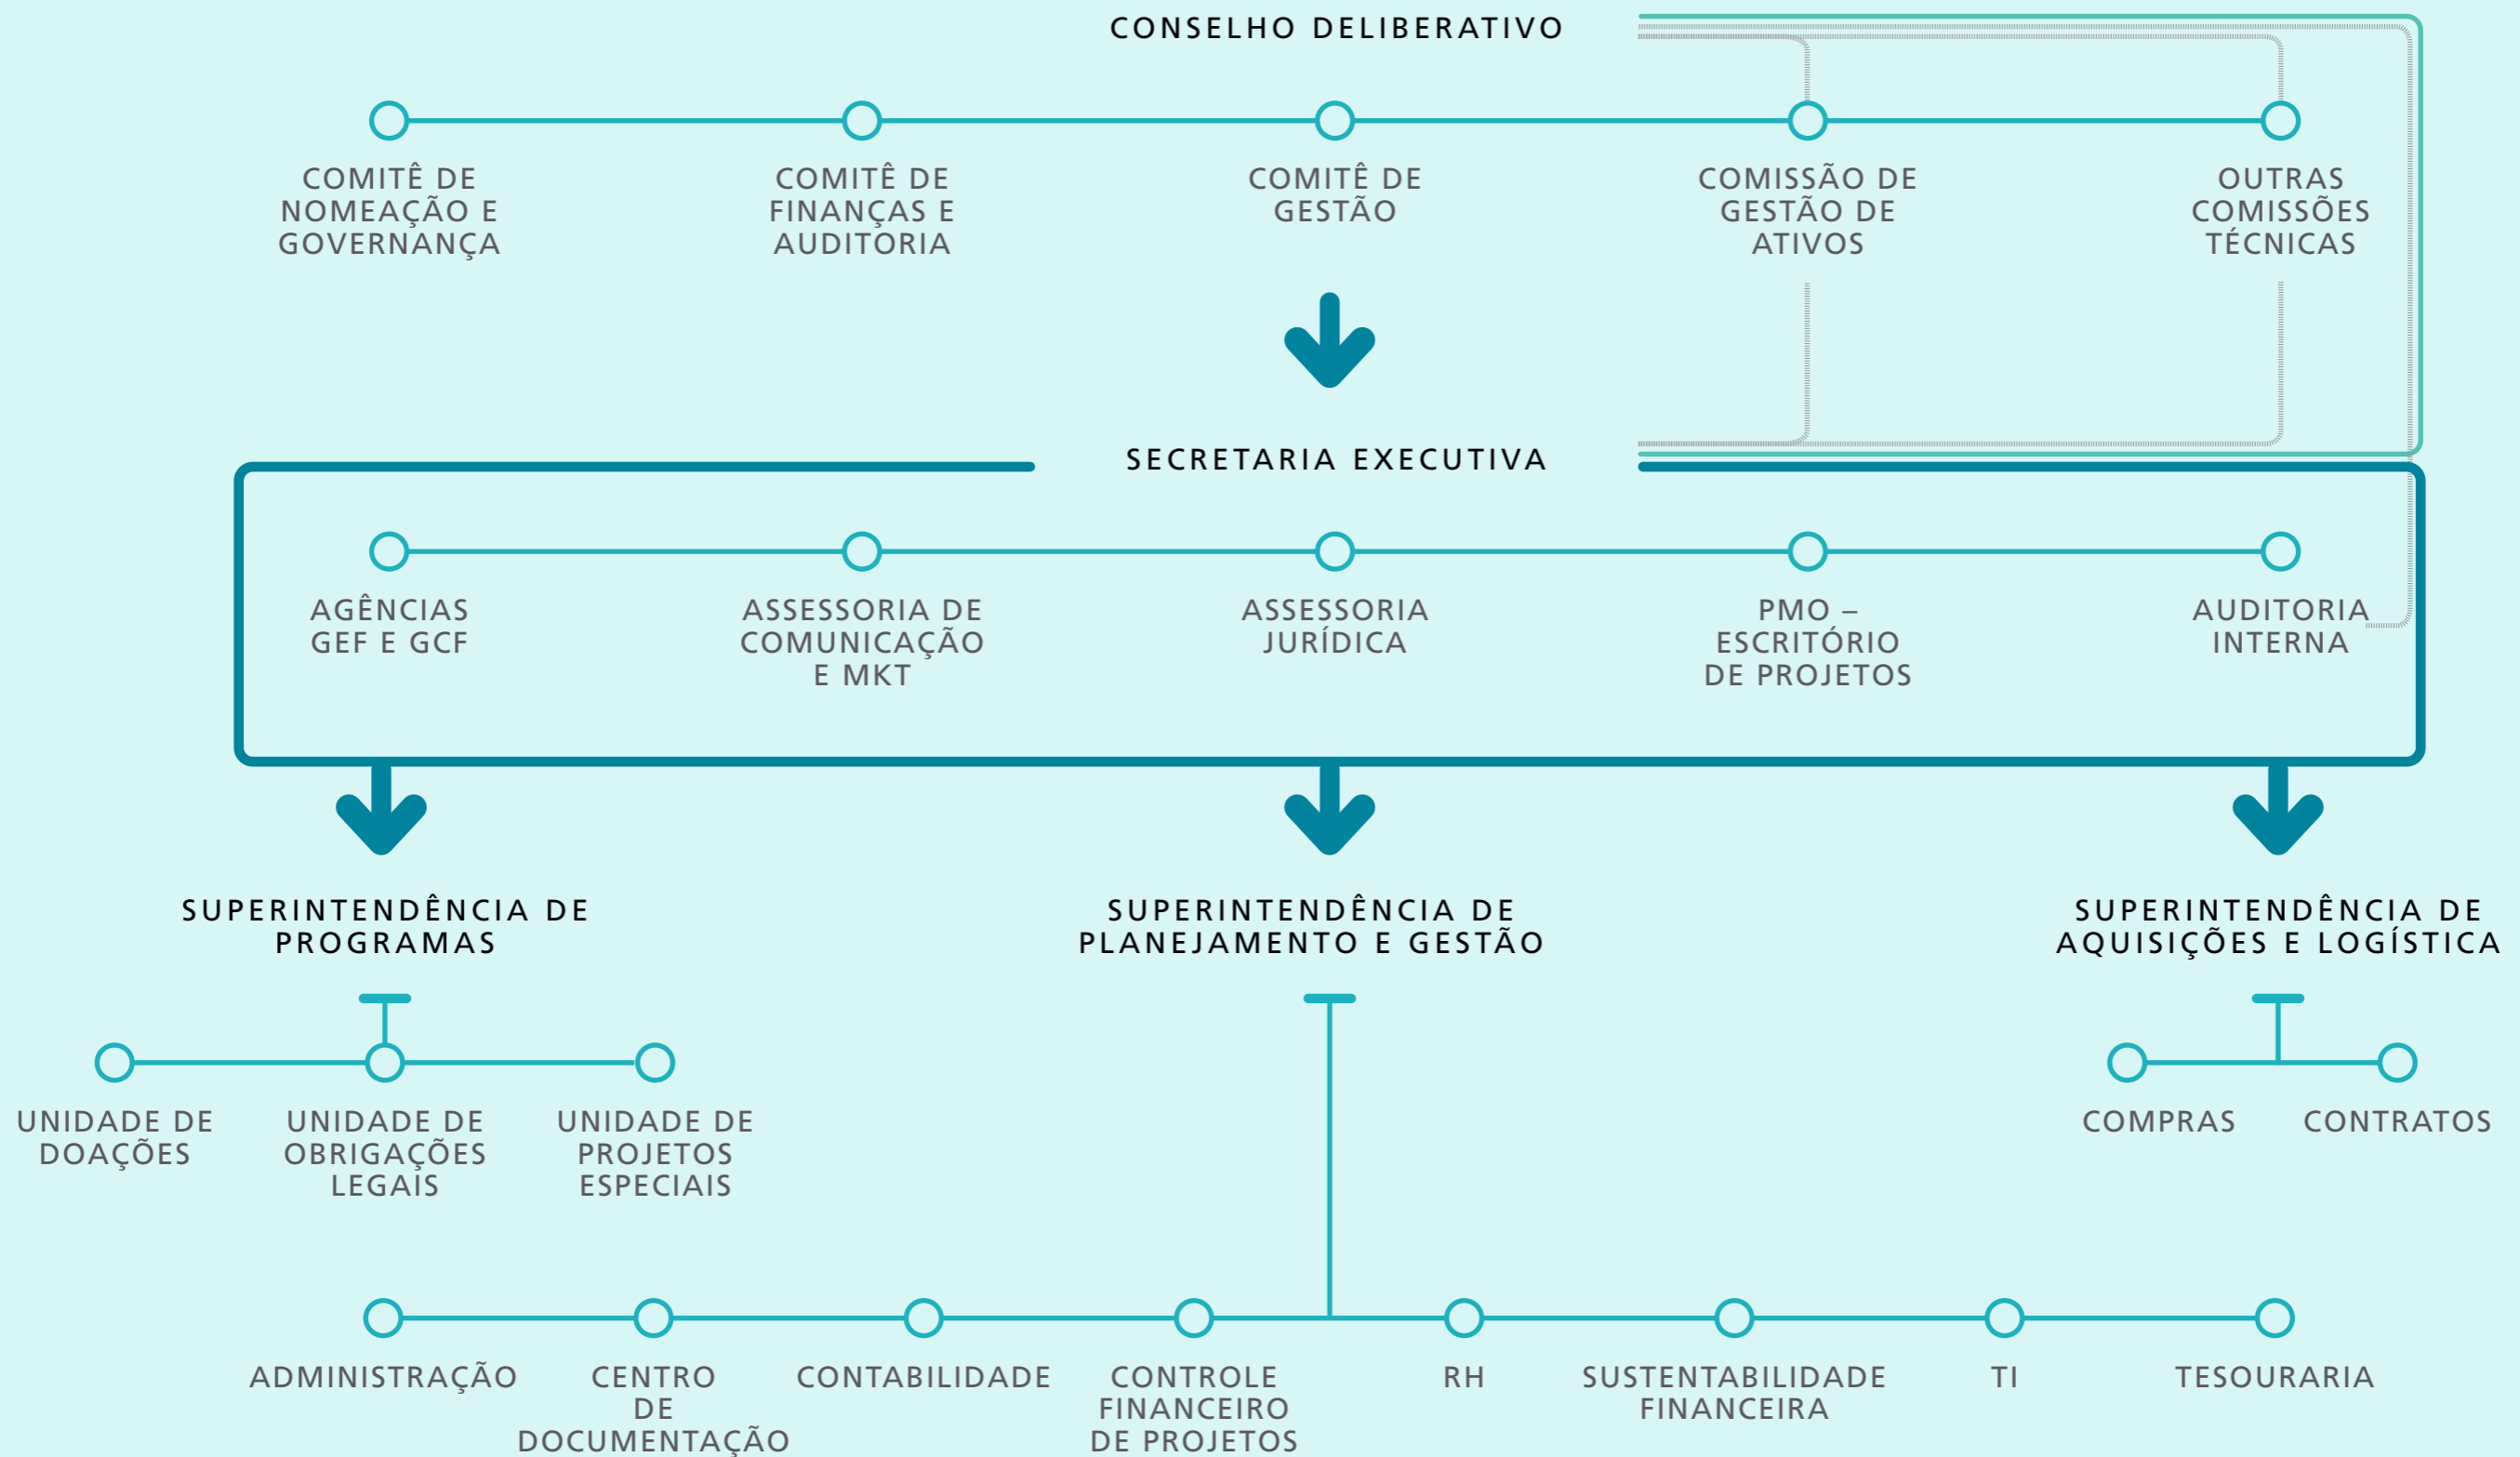 CONSELHO DELIBERATIVO
COMITÊ DE
NOMEAÇÃO E
GOVERNANÇA
COMITÊ DE
FINANÇAS E
AUDITORIA
COMITÊ DE
GESTÃO
COMISSÃO DE
GESTÃO DE
ATIVOS
OUTRAS
COMISSÕES
TÉCNICAS
SECRETARIA EXECUTIVA
AGÊNCIAS
GEF E GCF
ASSESSORIA DE
COMUNICAÇÃO
E MKT
ASSESSORIA
JURÍDICA
PMO –
ESCRITÓRIO
DE PROJETOS
AUDITORIA
INTERNA
SUPERINTENDÊNCIA DE
PROGRAMAS
SUPERINTENDÊNCIA DE
PLANEJAMENTO E GESTÃO
SUPERINTENDÊNCIA DE
AQUISIÇÕES E LOGÍSTICA
UNIDADE DE
DOAÇÕES
UNIDADE DE
OBRIGAÇÕES
LEGAIS
UNIDADE DE
PROJETOS
ESPECIAIS
COMPRAS
CONTRATOS
ADMINISTRAÇÃO
CENTRO
DE
DOCUMENTAÇÃO
CONTABILIDADE
CONTROLE
FINANCEIRO
DE PROJETOS
RH
SUSTENTABILIDADE
FINANCEIRA
TI
TESOURARIA